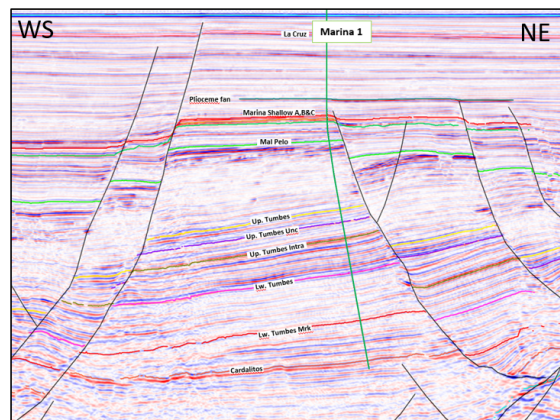 WS
NE
La Cruz
Marina 1
Plioceme fan
Marina Shallow A,B&C
Mal Pelo
Up. Tumbes
Up. Tumbes Unc
Up. Tumbes Intra
Lw. Tumbes
Lw. Tumbes Mrk
Cardalitos